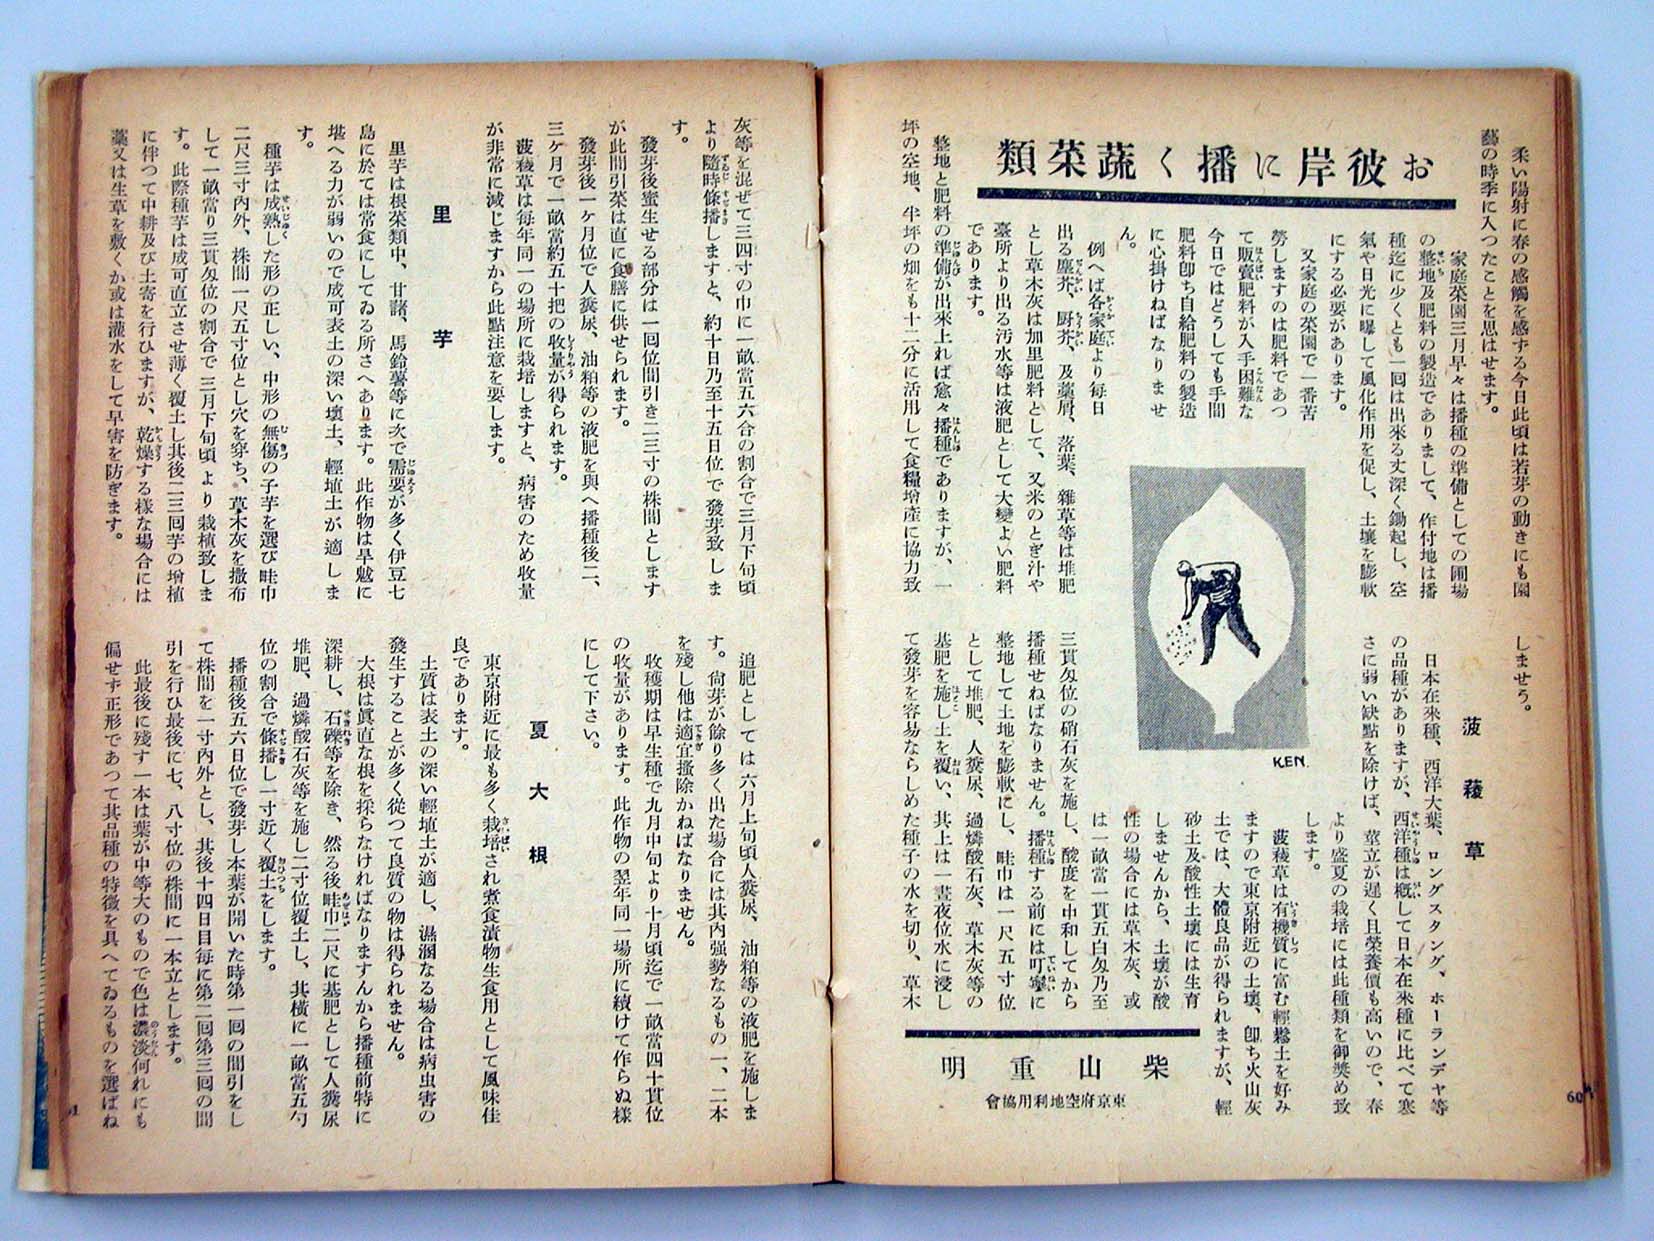 お彼岸に播く蔬菜類
柔い陽射に春の感觸を感ずる今日此頃は若芽の動きにも園
藝の時季に入つたことを思はせます。
家庭菜園三月早々は播種の準備としての圃場
の整地及肥料の製造でありまして、作付地は播
種迄に少くとも一回は出來る丈深く鋤起し、空
氣や日光に曝して風化作用を促し、土壤を膨軟
にする必要があります。
又家庭の菜園で一番苦
勞しますのは肥料であつ
て販賣肥料が入手困難な
今日ではどうしても手間
肥料卽ち自給肥料の製造
に心掛けねばなりませ
ん。
例へば各家庭より每日
出る塵芥、厨芥、及藁屑、落葉、雜草等は堆肥
とし草木灰は加里肥料として、又米のとぎ汁や
臺所より出る汚水等は液肥として大變よい肥料
であります。
整地と肥料の準備が出來上れば愈々播種でありますが、一
坪の空地、半坪の畑をも十二分に活用して食糧增産に協力致
しませう。
菠薐草
日本在來種、西洋大葉、ロングスタング、ホーランデヤ等
の品種がありますが、西洋種は槪して日本在來種に比べて寒
さに弱い缺點を除けば、莖立が遲く且榮養價も高いので、春
より盛夏の栽培には此種類を御奬め致
します。
菠薐草は有機質に富む輕鬆土を好み
ますので東京附近の土壤、卽ち火山灰
土では、大體良品が得られますが、輕
砂土及酸性土壤には生育
しませんから、土壤が酸
性の場合には草木灰、或
は一畝當一貫五白匁乃至
三貫匁位の硝石灰を施し、酸度を中和してから
播種せねばなりません。播種する前には叮寧に
整地して土地を膨軟にし、畦巾は一尺五寸位
として堆肥、人糞尿、過燐酸石灰、草木灰等の
基肥を施し土を覆い、其上は一晝夜位水に浸し
て發芽を容易ならしめた種子の水を切り、草木
KEN.
柴山重明
東京府空地利用協會
60
灰等を混ぜて三四寸の巾に一畝當五六合の割合で三月下旬頃
より隨時條播しますと、約十日乃至十五日位で發芽致しま
す。
發芽後蜜生せる部分は一回位間引き二三寸の株間とします
が此間引菜は直に食膳に供せられます。
發芽後一ケ月位で人糞尿、油粕等の液肥を與へ播種後二、
三ケ月で一畝當約五十把の收量が得られます。
菠薐草は每年同一の場所に栽培しますと、病害のため收量
が非常に減じますから此點注意を要します。
里芋
里芋は根菜類中、甘諸、馬鈴薯等に次で需要が多く伊豆七
島に於ては常食にしてゐる所さへあります。此作物は旱魃に
堪へる力が弱いので成可表土の深い壤土、輕埴土が適しま
す。
種芋は成熟した形の正しい、中形の無傷の子芋を選び畦巾
二尺三寸內外、株間一尺五寸位とし穴を穿ち、草木灰を撒布
して一畝當り三貫匁位の割合で三月下旬頃より栽植致しま
す。此際種芋は成可直立させ薄く覆土し其後二三回芋の增植
に伴つて中耕及び土寄を行ひますが、乾燥する樣な場合には
藁又は生草を敷くか或は灌水をして旱害を防ぎます。
追肥としては六月上旬頃人糞尿、油粕等の液肥を施しま
す。尙芽が餘り多く出た場合には其內强勢なるもの一、二本
を殘し他は適宜搔除かねばなりません。
收穫期は早生種で九月中旬より十月頃迄で一畝當四十貫位
の收量があります。此作物の翌年同一場所に續けて作らぬ樣
にして下さい。
夏大根
東京附近に最も多く栽培され煮食漬物生食用として風味佳
良であります。
土質は表土の深い輕埴土が適し、濕潤なる場合は病虫害の
發生することが多く從つて良質の物は得られません。
大根は眞直な根を採らなければなりますんから播種前特に
深耕し、石礫等を除き、然る後畦巾二尺に基肥として人糞尿
堆肥、過燐酸石灰等を施し二寸位覆土し、其橫に一畝當五勺
位の割合で條播し一寸近く覆土をします。
播種後五六日位で發芽し本葉が開いた時第一回の間引をし
て株間を一寸內外とし、其後十四日目每に第二回第三回の間
引を行ひ最後に七、八寸位の株間に一本立とします。
此最後に殘す一本は葉が中等大のもので色は濃淡何れにも
偏せず正形であつて其品種の特徵を具へてゐるものを選ばね